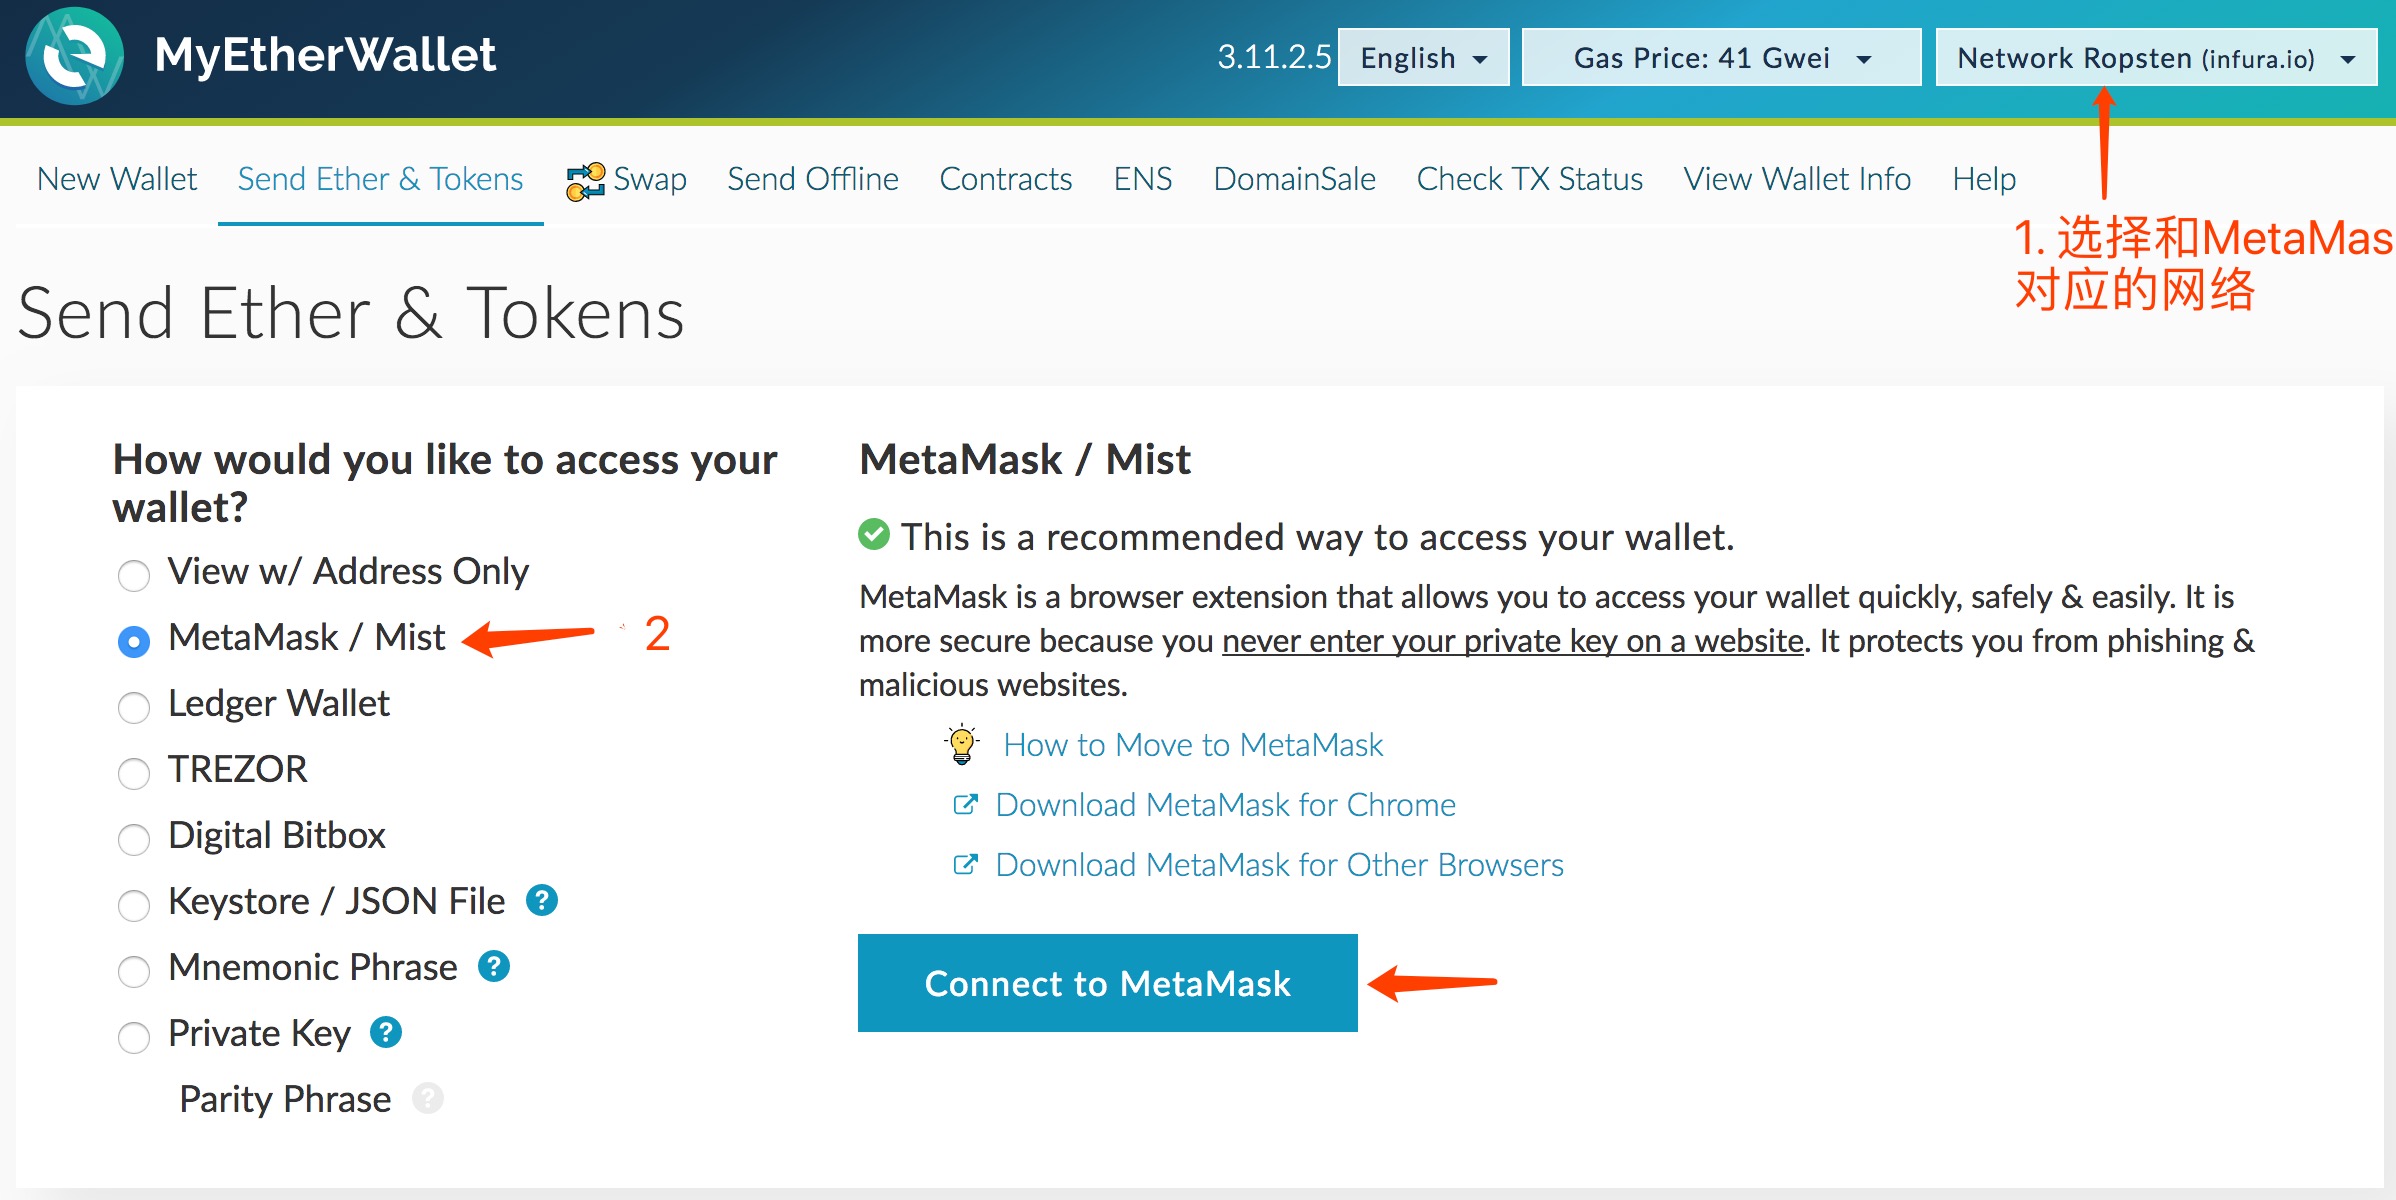 MyEtherWallet
3.11.2.5
English
Gas Price: 41 Gwei
Network Ropsten (infura.io)
New Wallet
Send Ether & Tokens
Swap
Send Offline
Contracts
ENS
DomainSale
Check TX Status
View Wallet Info
Help
1. 选择和MetaMas
对应的网络
Send Ether & Tokens
How would you like to access your
wallet?
View w/ Address Only
MetaMask / Mist
2
Ledger Wallet
TREZOR
Digital Bitbox
Keystore / JSON File ?
Mnemonic Phrase ?
Private Key ?
Parity Phrase ?
MetaMask / Mist
This is a recommended way to access your wallet.
MetaMask is a browser extension that allows you to access your wallet quickly, safely & easily. It is
more secure because you never enter your private key on a website. It protects you from phishing &
malicious websites.
How to Move to MetaMask
Download MetaMask for Chrome
Download MetaMask for Other Browsers
Connect to MetaMask